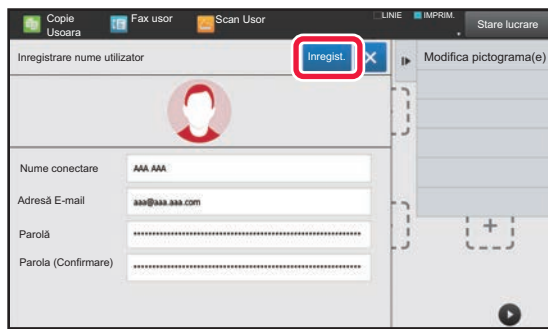 Copie
Usoara
Fax usor
Scan Usor
LINIE
IMPRIM.
Stare lucrare
Inregistrare nume utilizator
Inregist.
Modifica pictograma(e)
Nume conectare
AAA AAA
Adresă E-mail
aaa@aaa.aaa.com
Parolă
Parola (Confirmare)